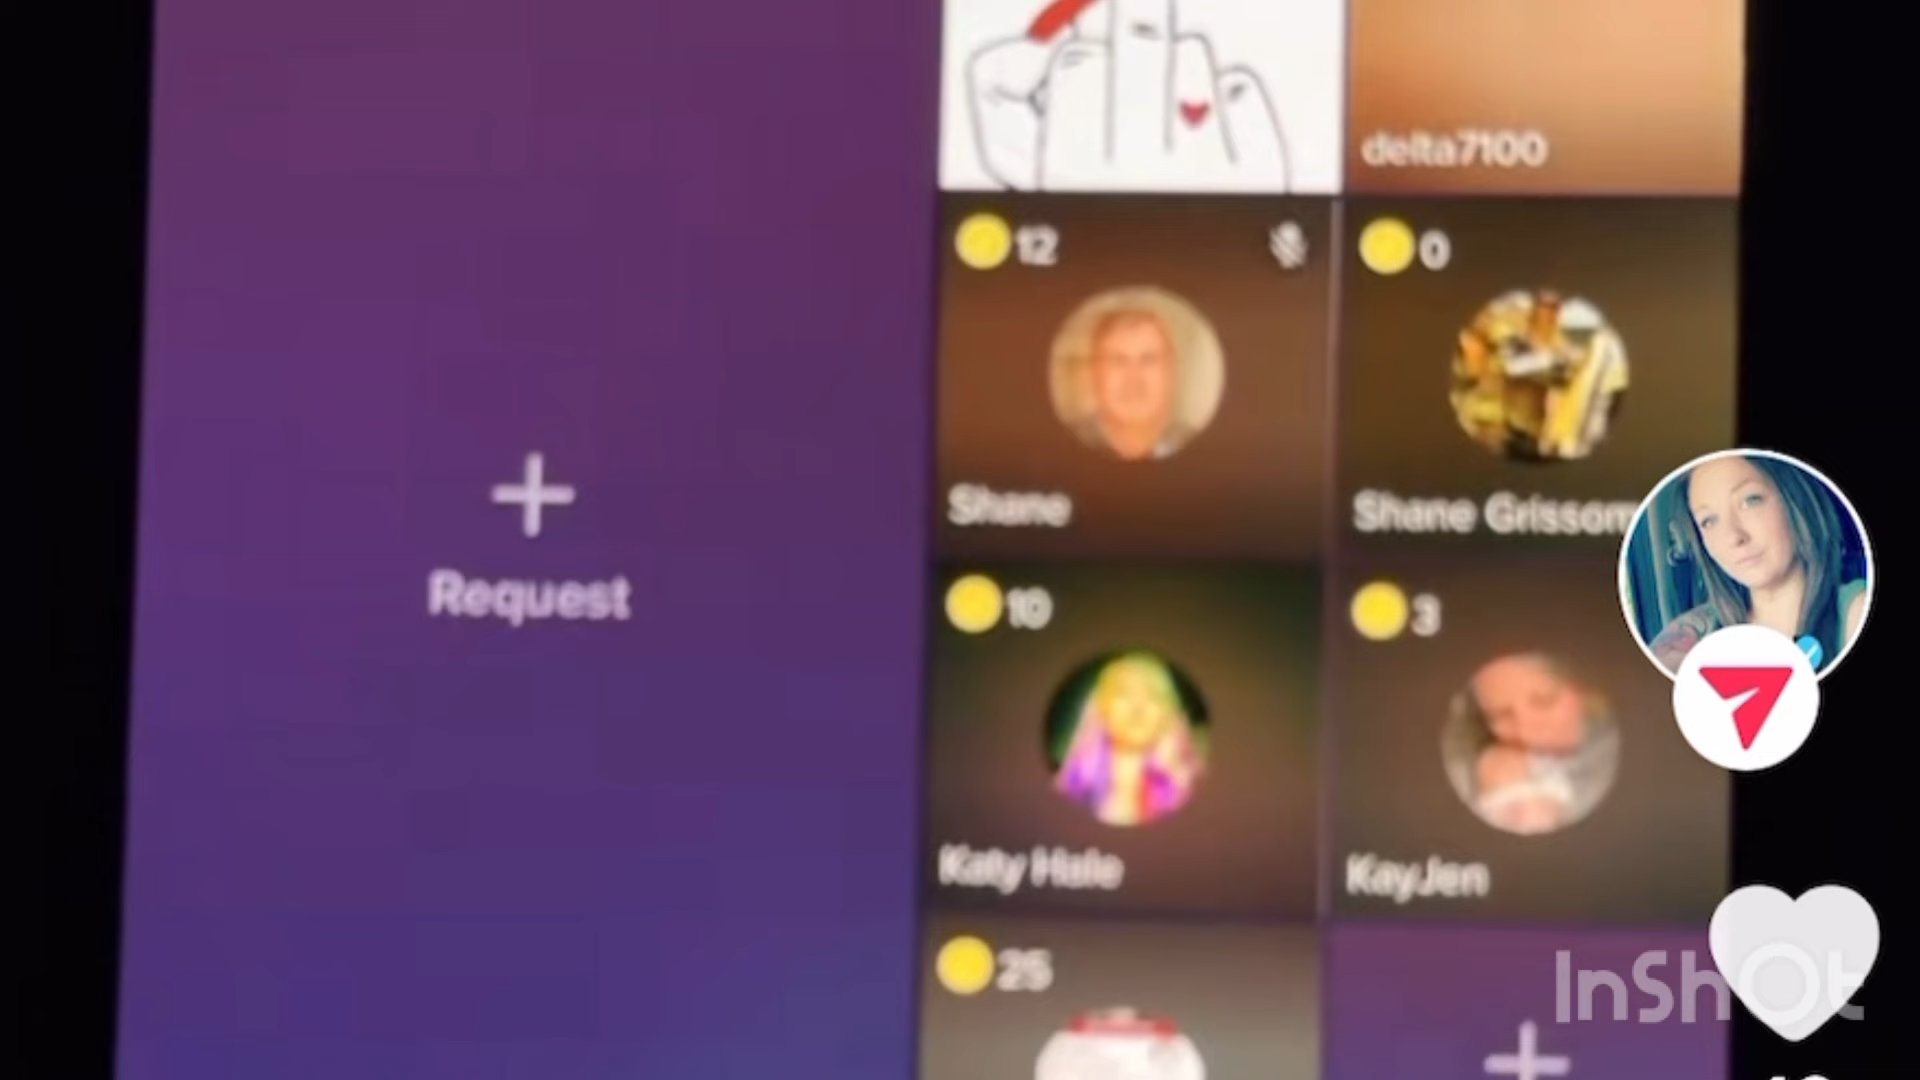 delta7100
12
0
Shane
Shane Grissom
Request
10
3
Katy Hale
KayJen
25
InShOt